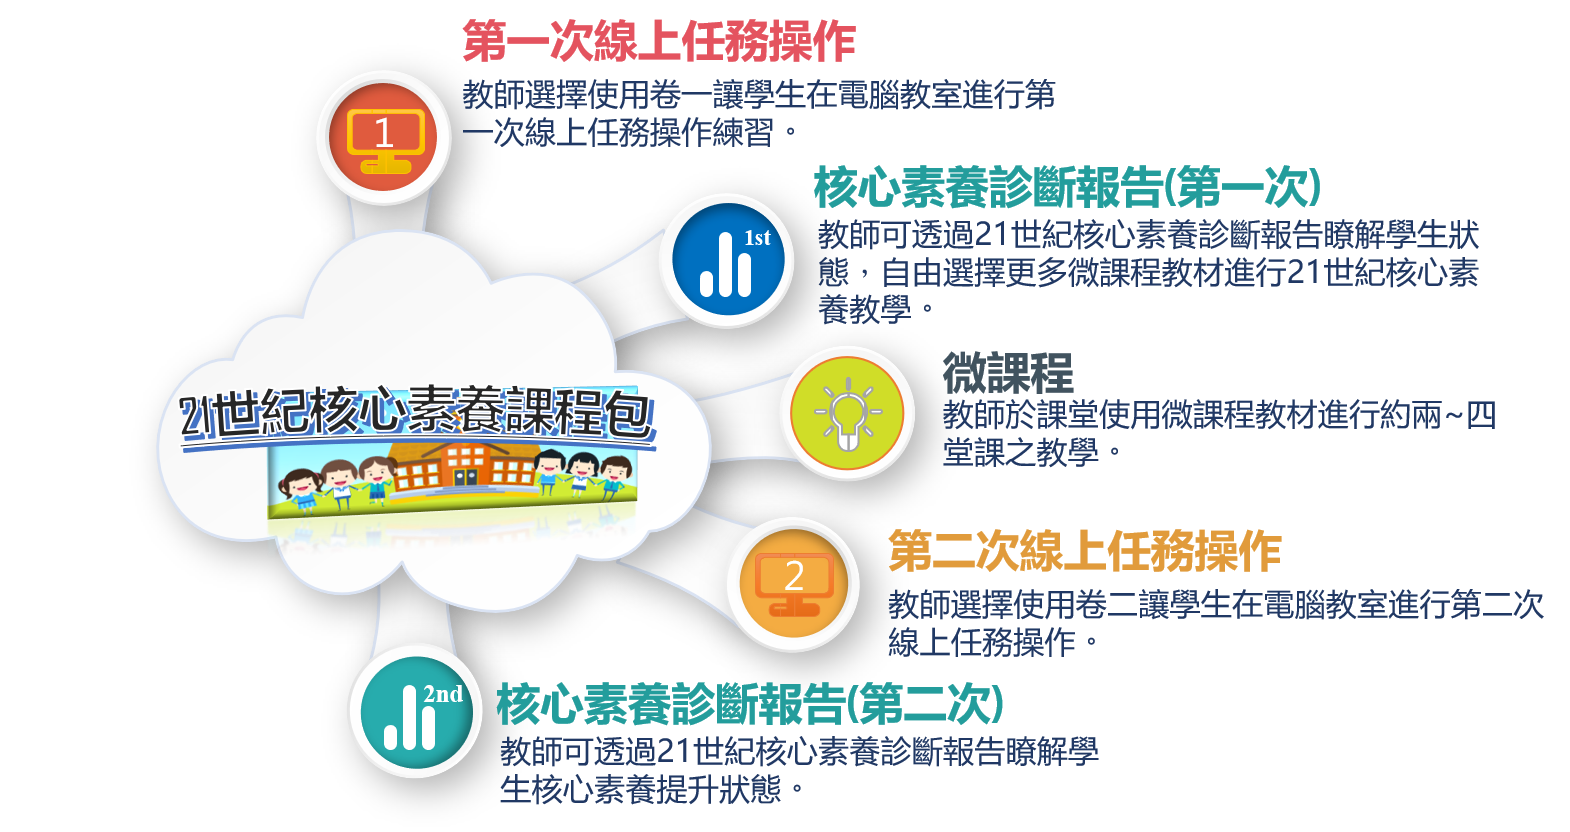 第一次線上任務操作
教師選擇使用卷一讓學生在電腦教室進行第
一次線上任務操作練習。
1
核心素養診斷報告(第一次)
1st
教師可透過21世紀核心素養診斷報告瞭解學生狀
態，自由選擇更多微課程教材進行21世紀核心素
養教學。
微課程
教師於課堂使用微課程教材進行約兩~四
堂課之教學。
21世紀核心素養課程包
第二次線上任務操作
2
教師選擇使用卷二讓學生在電腦教室進行第二次
線上任務操作。
核心素養診斷報告(第二次)
2nd
教師可透過21世紀核心素養診斷報告瞭解學
生核心素養提升狀態。